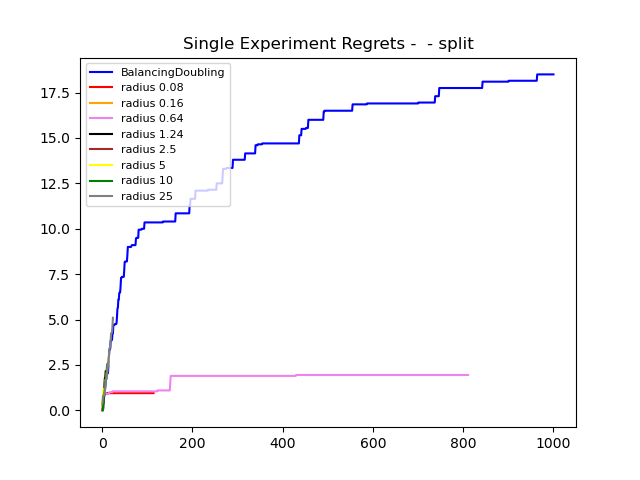 Single Experiment Regrets -  - split
BalancingDoubling
radius 0.08
radius 0.16
radius 0.64
radius 1.24
radius 2.5
radius 5
radius 10
radius 25
17.5
15.0
12.5
10.0
7.5
5.0
2.5
0.0
0 200 400 600 800 1000